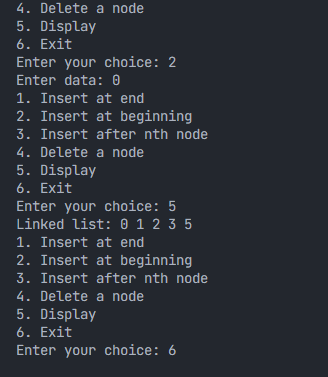 4. Delete a node
5. Display
6. Exit
Enter your choice: 2
Enter data: 0
1. Insert at end
2. Insert at beginning
3. Insert after nth node
4. Delete a node
5. Display
6. Exit
Enter your choice: 5
Linked list: 0 1 2 3 5
1. Insert at end
2. Insert at beginning
3. Insert after nth node
4. Delete a node
5. Display
6. Exit
Enter your choice: 6